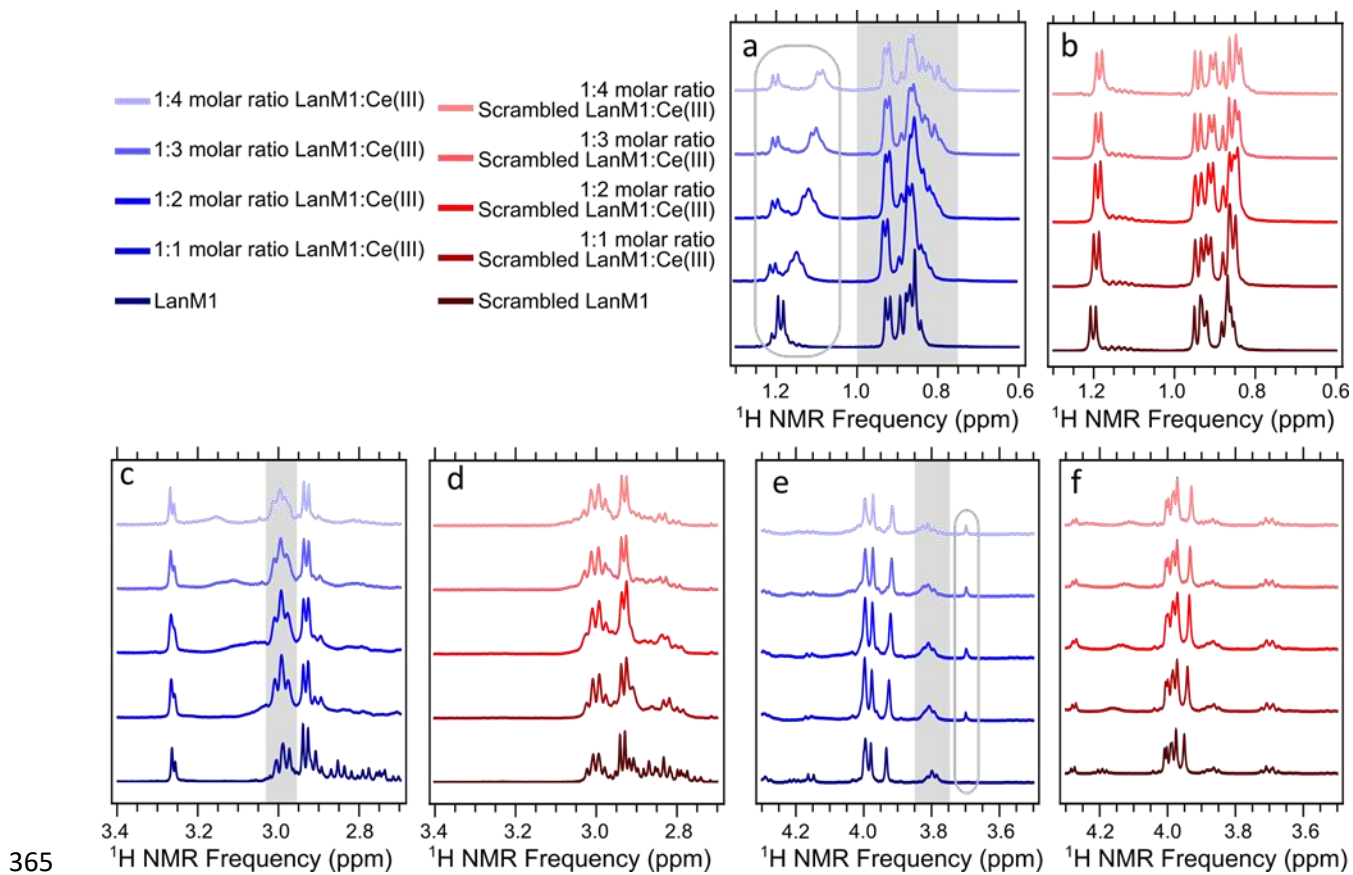 1:4 molar ratio LanM1:Ce(III)
1:3 molar ratio LanM1:Ce(III)
1:2 molar ratio LanM1:Ce(III)
1:1 molar ratio LanM1:Ce(III)
LanM1
1:4 molar ratio
Scrambled LanM1:Ce(III)
1:3 molar ratio
Scrambled LanM1:Ce(III)
1:2 molar ratio
Scrambled LanM1:Ce(III)
1:1 molar ratio
Scrambled LanM1:Ce(III)
Scrambled LanM1
a
1.2 1.0 0.8 0.6
¹H NMR Frequency (ppm)
b
1.2 1.0 0.8 0.6
¹H NMR Frequency (ppm)
c
3.4 3.0 2.8
¹H NMR Frequency (ppm)
d
3.4 3.0 2.8
¹H NMR Frequency (ppm)
e
4.2 4.0 3.8 3.6
¹H NMR Frequency (ppm)
f
4.2 4.0 3.8 3.6
¹H NMR Frequency (ppm)
365